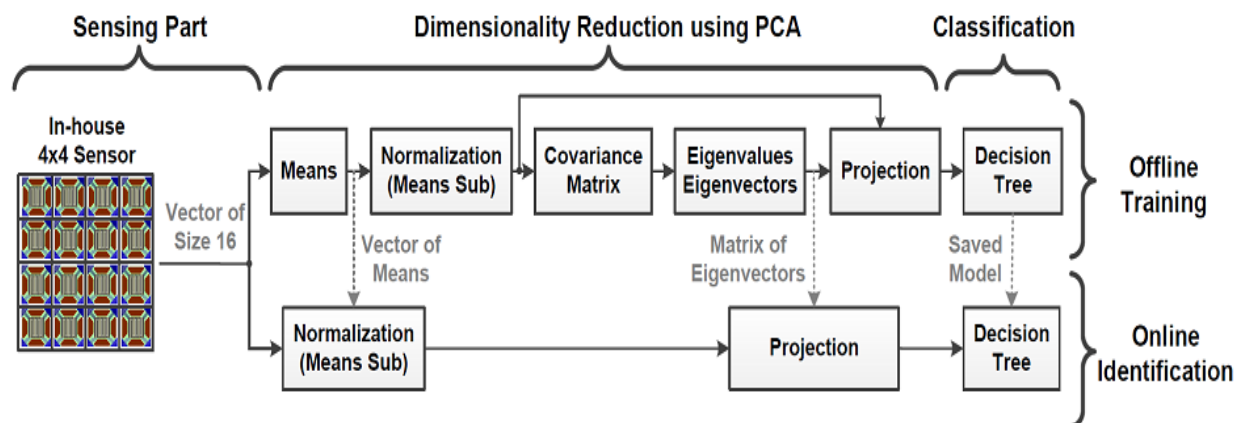 Sensing Part
Dimensionality Reduction using PCA
Classification
In-house
4x4 Sensor
Vector of
Size 16
Means
Normalization
(Means Sub)
Covariance
Matrix
Eigenvalues
Eigenvectors
Projection
Decision
Tree
Offline
Training
Vector of
Means
Matrix of
Eigenvectors
Saved
Model
Normalization
(Means Sub)
Projection
Decision
Tree
Online
Identification